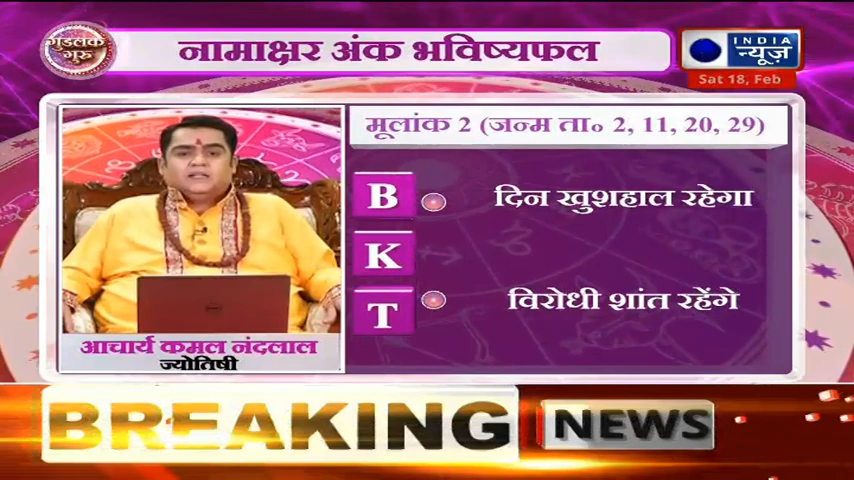 गुडलक
गुरु
नामाक्षर अंक भविष्यफल
INDIA
न्यूज़
Sat 18, Feb
मूलांक 2 (जन्म ता० 2, 11, 20, 29)
B
दिन खुशहाल रहेगा
K
T
विरोधी शांत रहेंगे
आचार्य कमल नंदलाल
ज्योतिषी
BREAKING NEWS